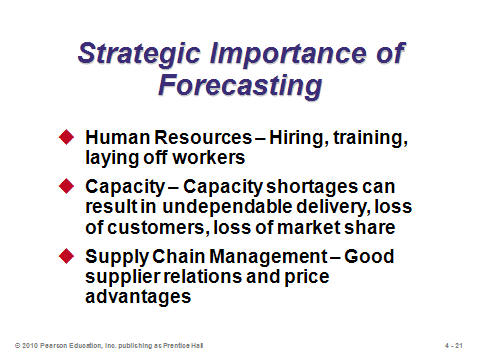 Strategic Importance of
Forecasting
Human Resources – Hiring, training,
laying off workers
Capacity – Capacity shortages can
result in undependable delivery, loss
of customers, loss of market share
Supply Chain Management – Good
supplier relations and price
advantages
© 2010 Pearson Education, Inc. publishing as Prentice Hall
4 - 21